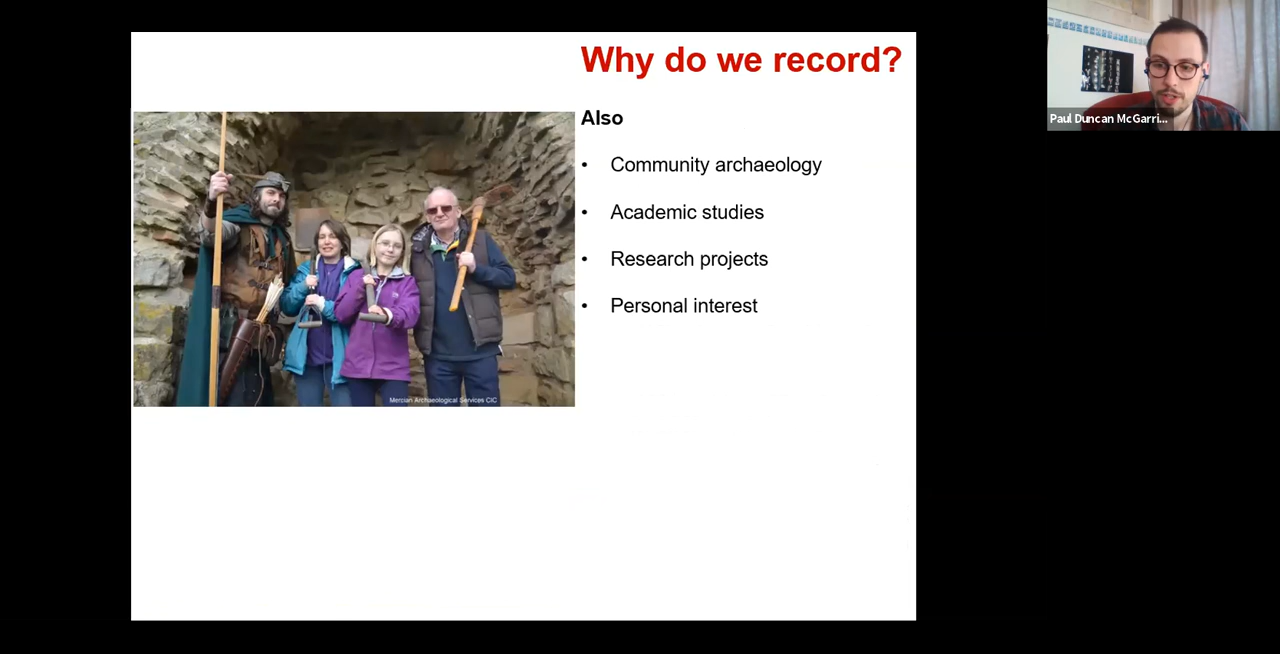 Why do we record?
Also
• Community archaeology
• Academic studies
• Research projects
• Personal interest
Mercian Archaeological Services CIC
Paul Duncan McGarri...